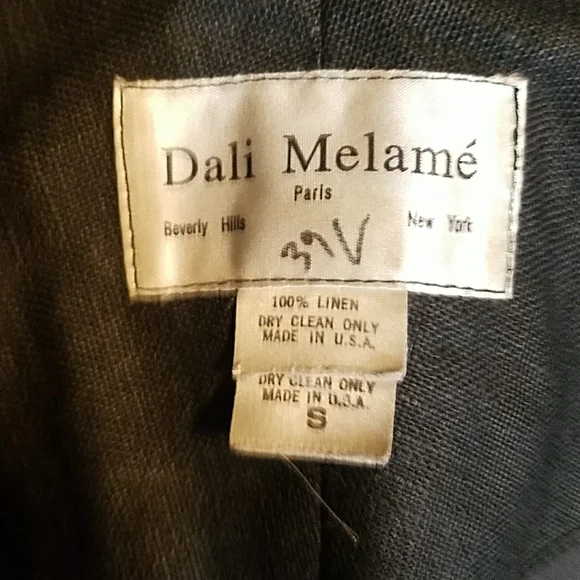 Dali Melamé
Paris
Beverly Hills New York
39V
100% LINEN
DRY CLEAN ONLY
MADE IN U.S.A.
DRY CLEAN ONLY
MADE IN U.S.A.
S